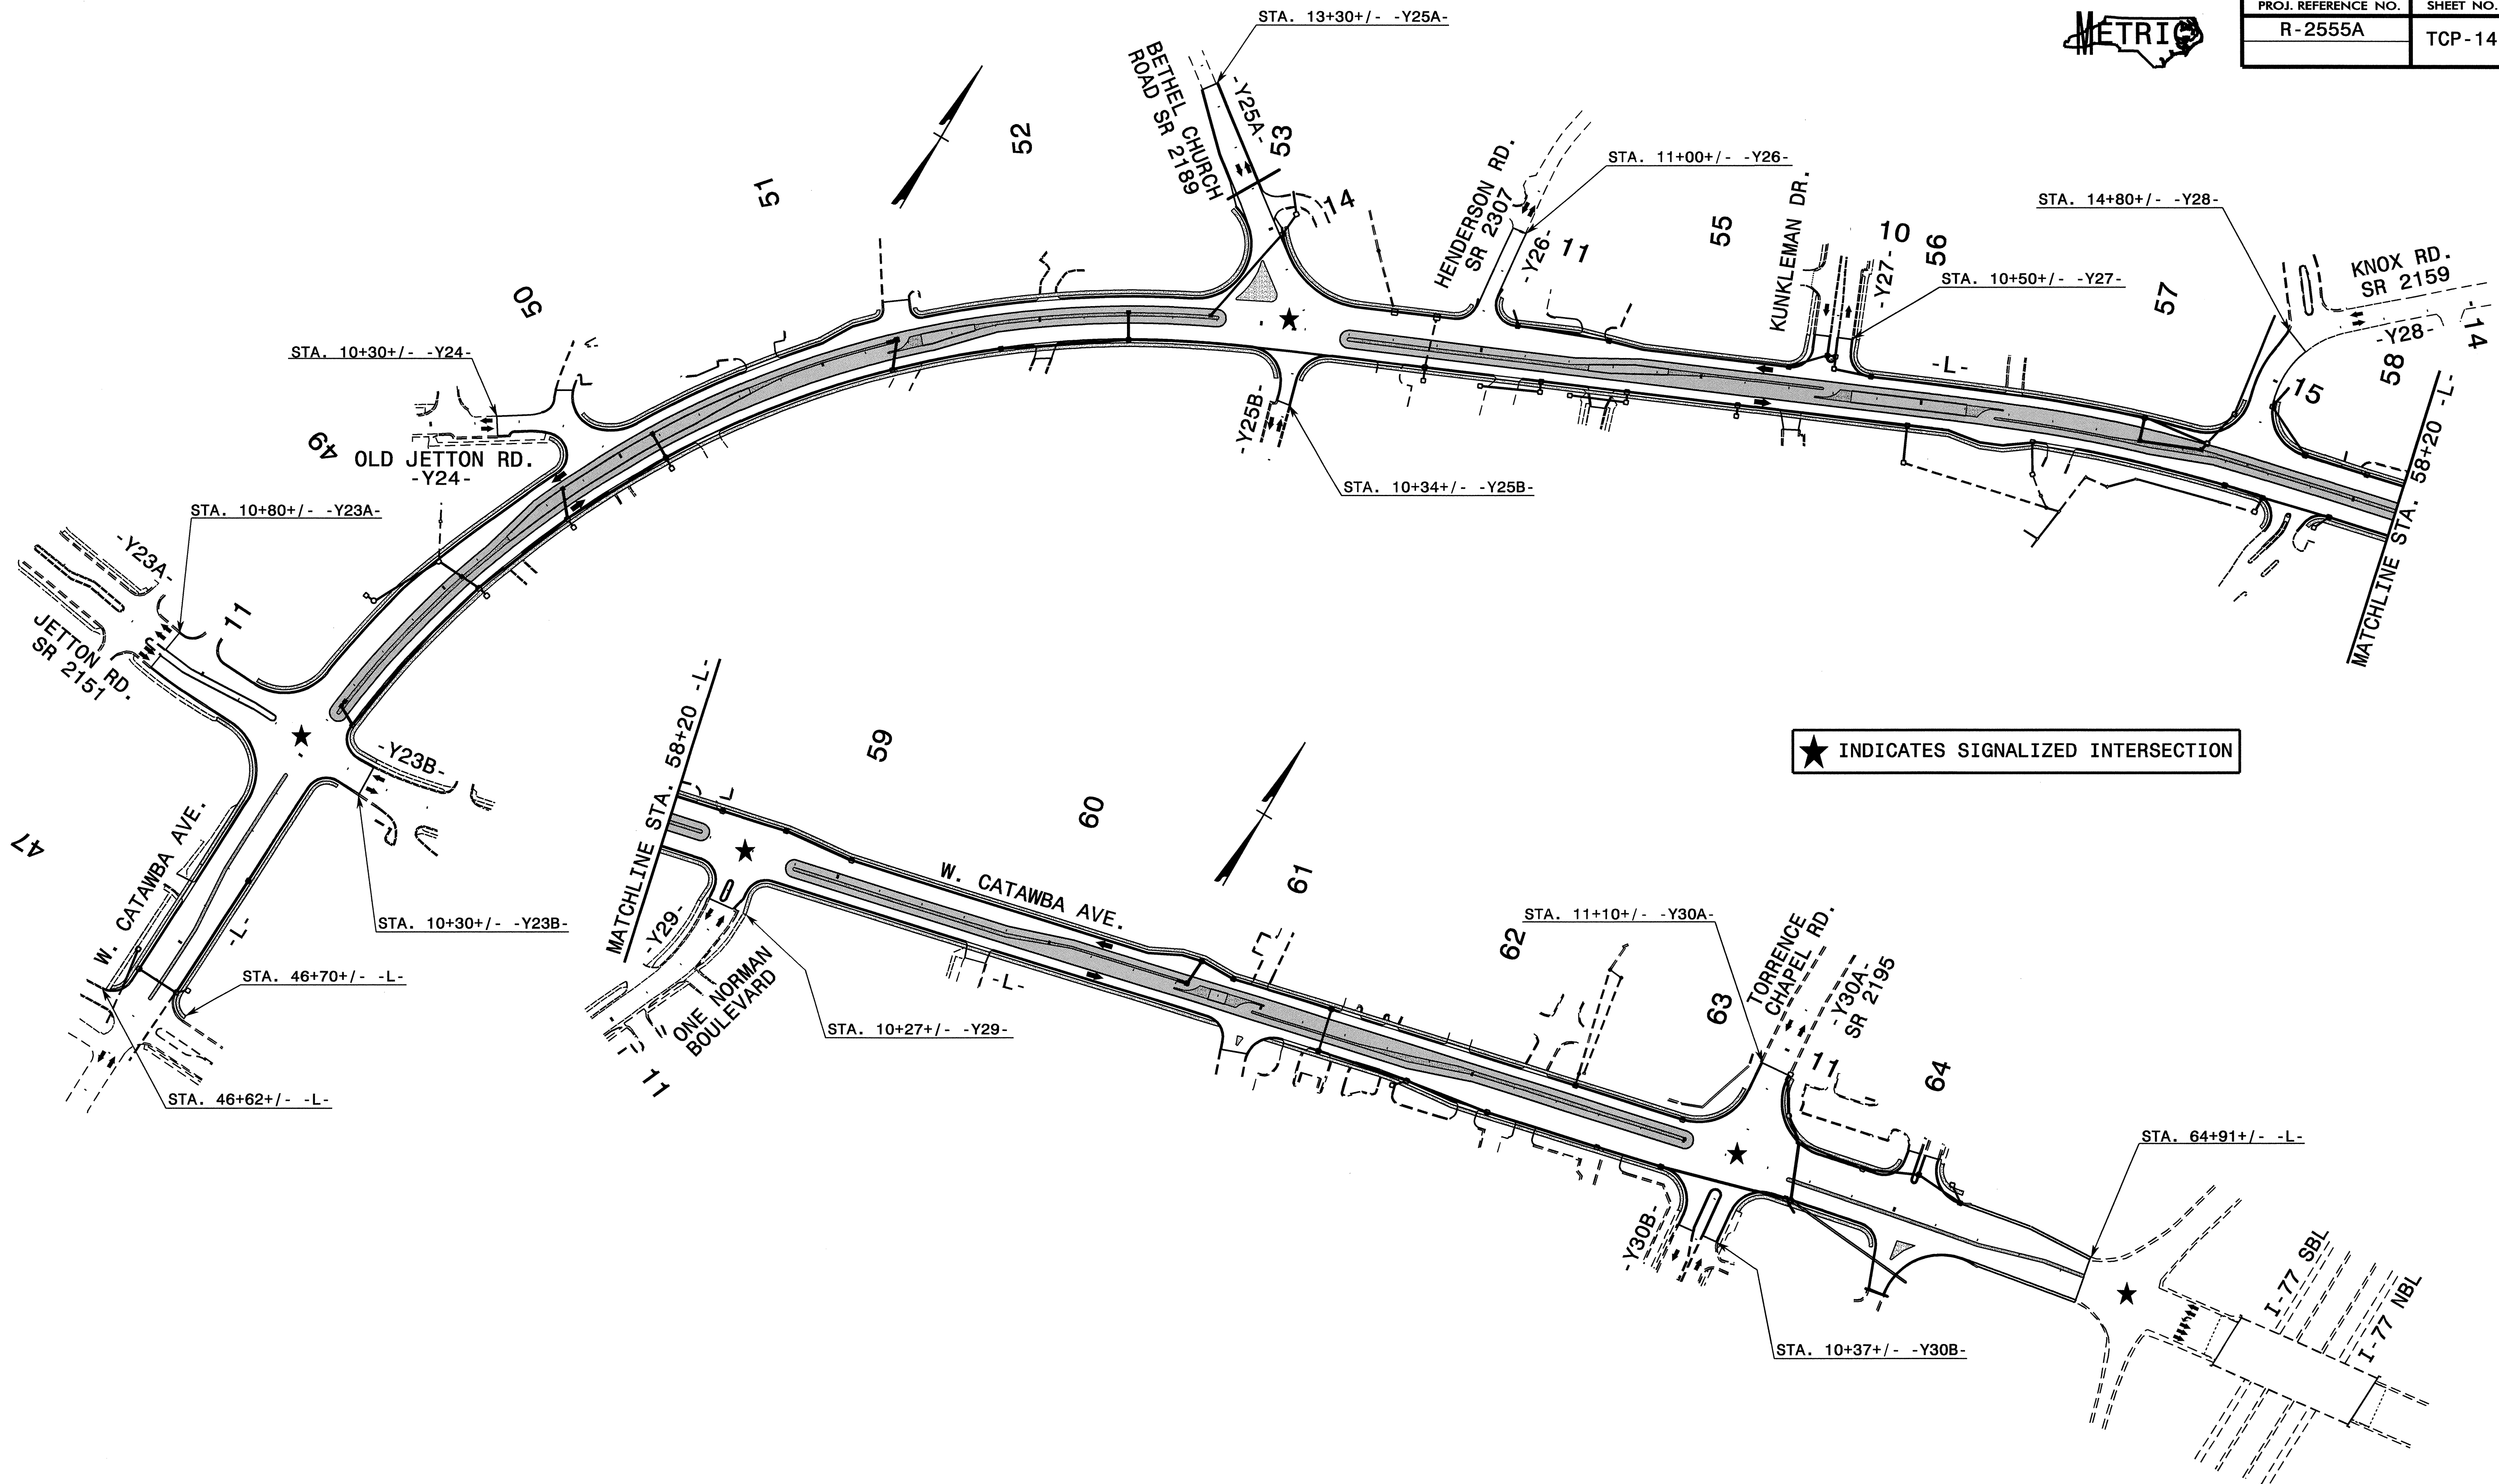 PROJ. REFERENCE NO.
SHEET NO.
R-2555A
TCP-14
METRIC
STA. 13+30+/- -Y25A-
BETHEL CHURCH
ROAD SR 2189
-Y25A-
52
53
51
14
HENDERSON RD.
SR 2307
-Y26-
11
STA. 11+00+/- -Y26-
55
KUNKLEMAN DR.
10
-Y27-
56
STA. 10+50+/- -Y27-
STA. 14+80+/- -Y28-
57
KNOX RD.
SR 2159
-Y28-
14
58
15
-L-
50
STA. 10+30+/- -Y24-
49
OLD JETTON RD.
-Y24-
-Y25B-
STA. 10+34+/- -Y25B-
MATCHLINE STA. 58+20 -L-
STA. 10+80+/- -Y23A-
-Y23A-
11
JETTON RD.
SR 2151
-Y23B-
47
W. CATAWBA AVE.
-L-
STA. 10+30+/- -Y23B-
STA. 46+70+/- -L-
STA. 46+62+/- -L-
★ INDICATES SIGNALIZED INTERSECTION
MATCHLINE STA. 58+20 -L-
-L-
59
60
W. CATAWBA AVE.
61
-Y29-
ONE NORMAN
BOULEVARD
11
STA. 10+27+/- -Y29-
-L-
62
STA. 11+10+/- -Y30A-
63
TORRENCE
CHAPEL RD.
-Y30A-
SR 2195
11
64
STA. 64+91+/- -L-
-Y30B-
STA. 10+37+/- -Y30B-
I-77 SBL
I-77 NBL